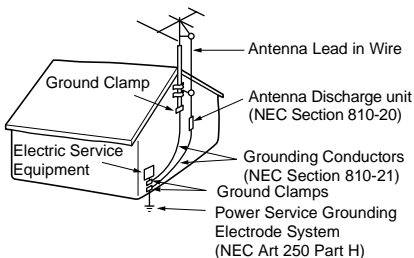 Antenna Lead in Wire
Ground Clamp
Antenna Discharge unit
(NEC Section 810-20)
Electric Service
Equipment
Grounding Conductors
(NEC Section 810-21)
Ground Clamps
Power Service Grounding
Electrode System
(NEC Art 250 Part H)